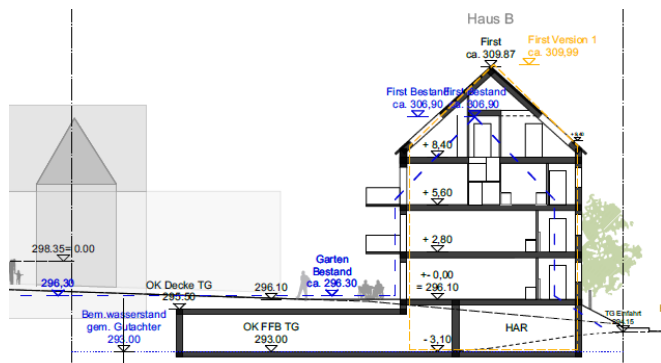 Haus B
First Version 1
ca. 309,99
First
ca. 309.87
First Bestand
ca. 306,90
First Bestand
ca. 306,90
+ 8,40
+ 5,60
+ 2,80
+- 0,00
= 296.10
298.35= 0.00
296,30
OK Decke TG
295.50
296.10
Garten
Bestand
ca. 296.30
Bem.wasserstand
gem. Gutachter
293.00
OK FFB TG
293.00
- 3,10
HAR
TG Einfahrt